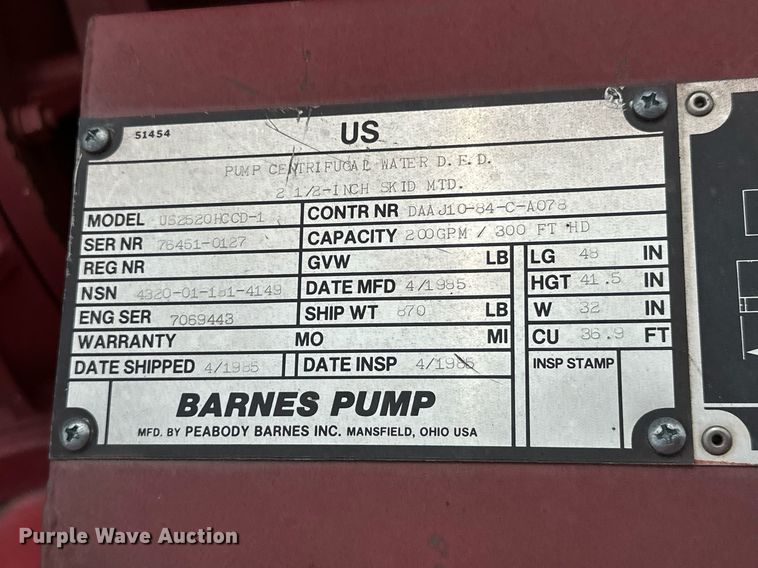 51454
US
PUMP CENTRIFUGAL WATER D.E.D.
2 1/2-INCH SKID MTD.
MODEL US2520HCCD-1
CONTR NR DAAJ10-84-C-A078
SER NR 76451-0127
CAPACITY 200GPM / 300 FT HD
REG NR
GVW LB
LG 48 IN
NSN 4320-01-181-4149
DATE MFD 4/1985
HGT 41.5 IN
ENG SER 7069443
SHIP WT 870 LB
W 32 IN
WARRANTY MO MI
CU 36.9 FT
DATE SHIPPED 4/1985
DATE INSP 4/1985
INSP STAMP
BARNES PUMP
MFD. BY PEABODY BARNES INC. MANSFIELD, OHIO USA
Purple Wave Auction